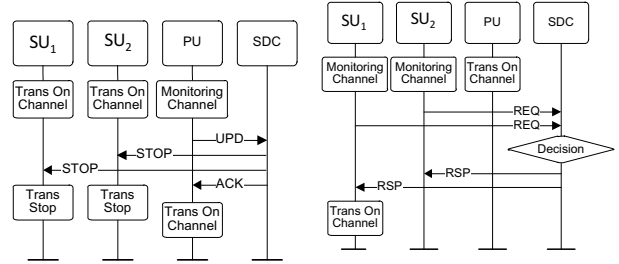 SU1 SU2 PU SDC
Trans On Channel Trans On Channel Monitoring Channel
UPD
STOP
STOP
ACK
Trans Stop Trans Stop
Trans On Channel
SU1 SU2 PU SDC
Monitoring Channel Monitoring Channel Trans On Channel
REQ
REQ
Decision
RSP
RSP
Trans On Channel